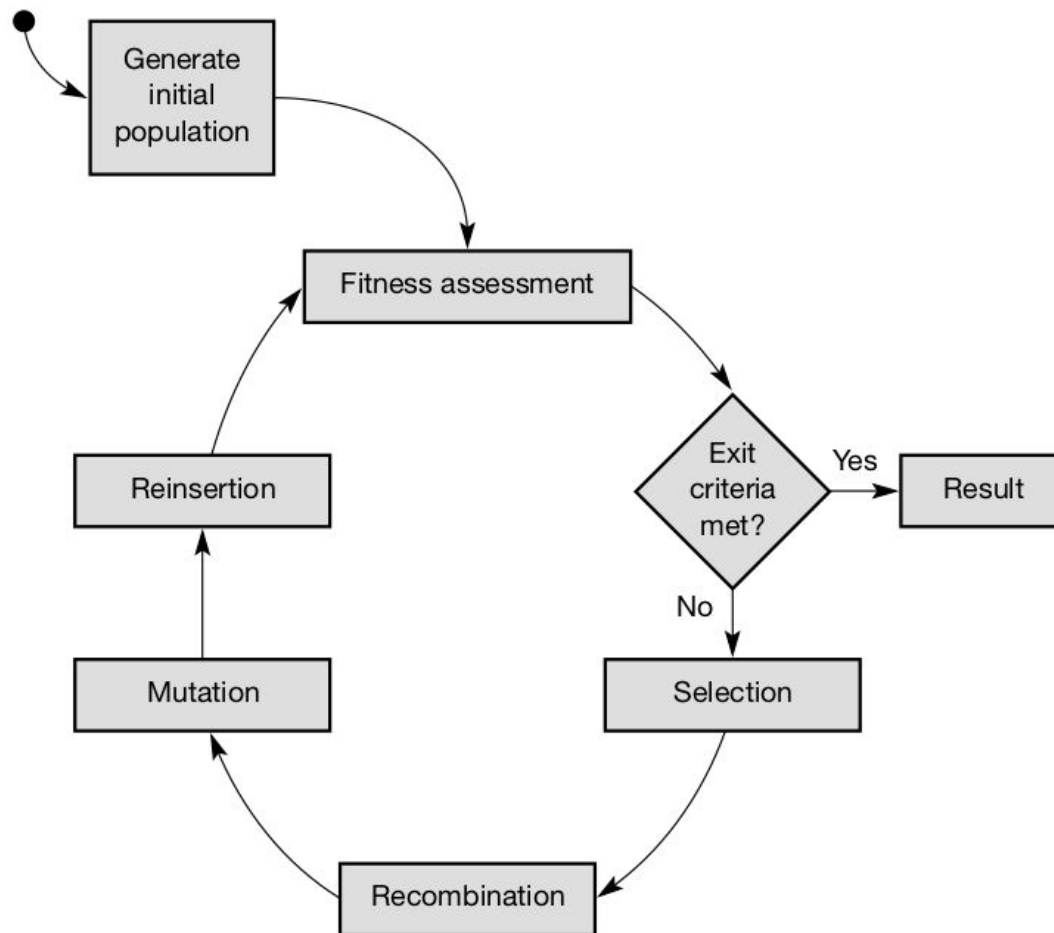 Generate
initial
population
Fitness assessment
Exit
criteria
met?
Yes
Result
No
Selection
Recombination
Mutation
Reinsertion